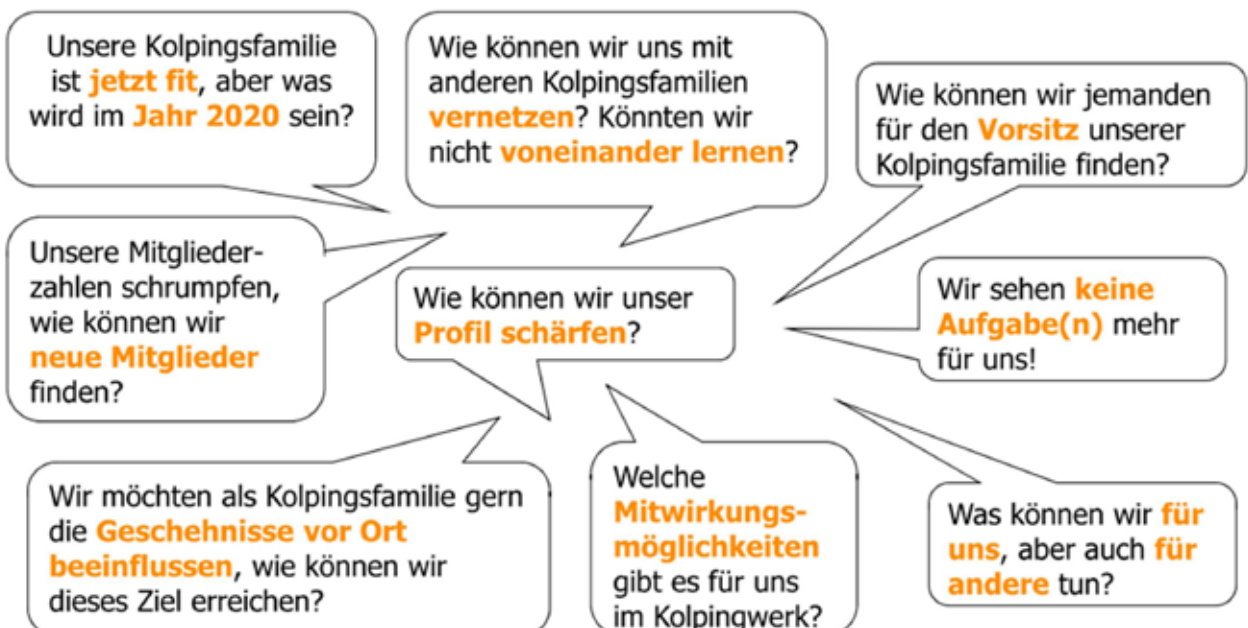 Unsere Kolpingsfamilie
ist jetzt fit, aber was
wird im Jahr 2020 sein?
Wie können wir uns mit
anderen Kolpingsfamilien
vernetzen? Könnten wir
nicht voneinander lernen?
Wie können wir jemanden
für den Vorsitz unserer
Kolpingsfamilie finden?
Unsere Mitglieder-
zahlen schrumpfen,
wie können wir
neue Mitglieder
finden?
Wie können wir unser
Profil schärfen?
Wir sehen keine
Aufgabe(n) mehr
für uns!
Wir möchten als Kolpingsfamilie gern
die Geschehnisse vor Ort
beeinflussen, wie können wir
dieses Ziel erreichen?
Welche
Mitwirkungs-
möglichkeiten
gibt es für uns
im Kolpingwerk?
Was können wir für
uns, aber auch für
andere tun?